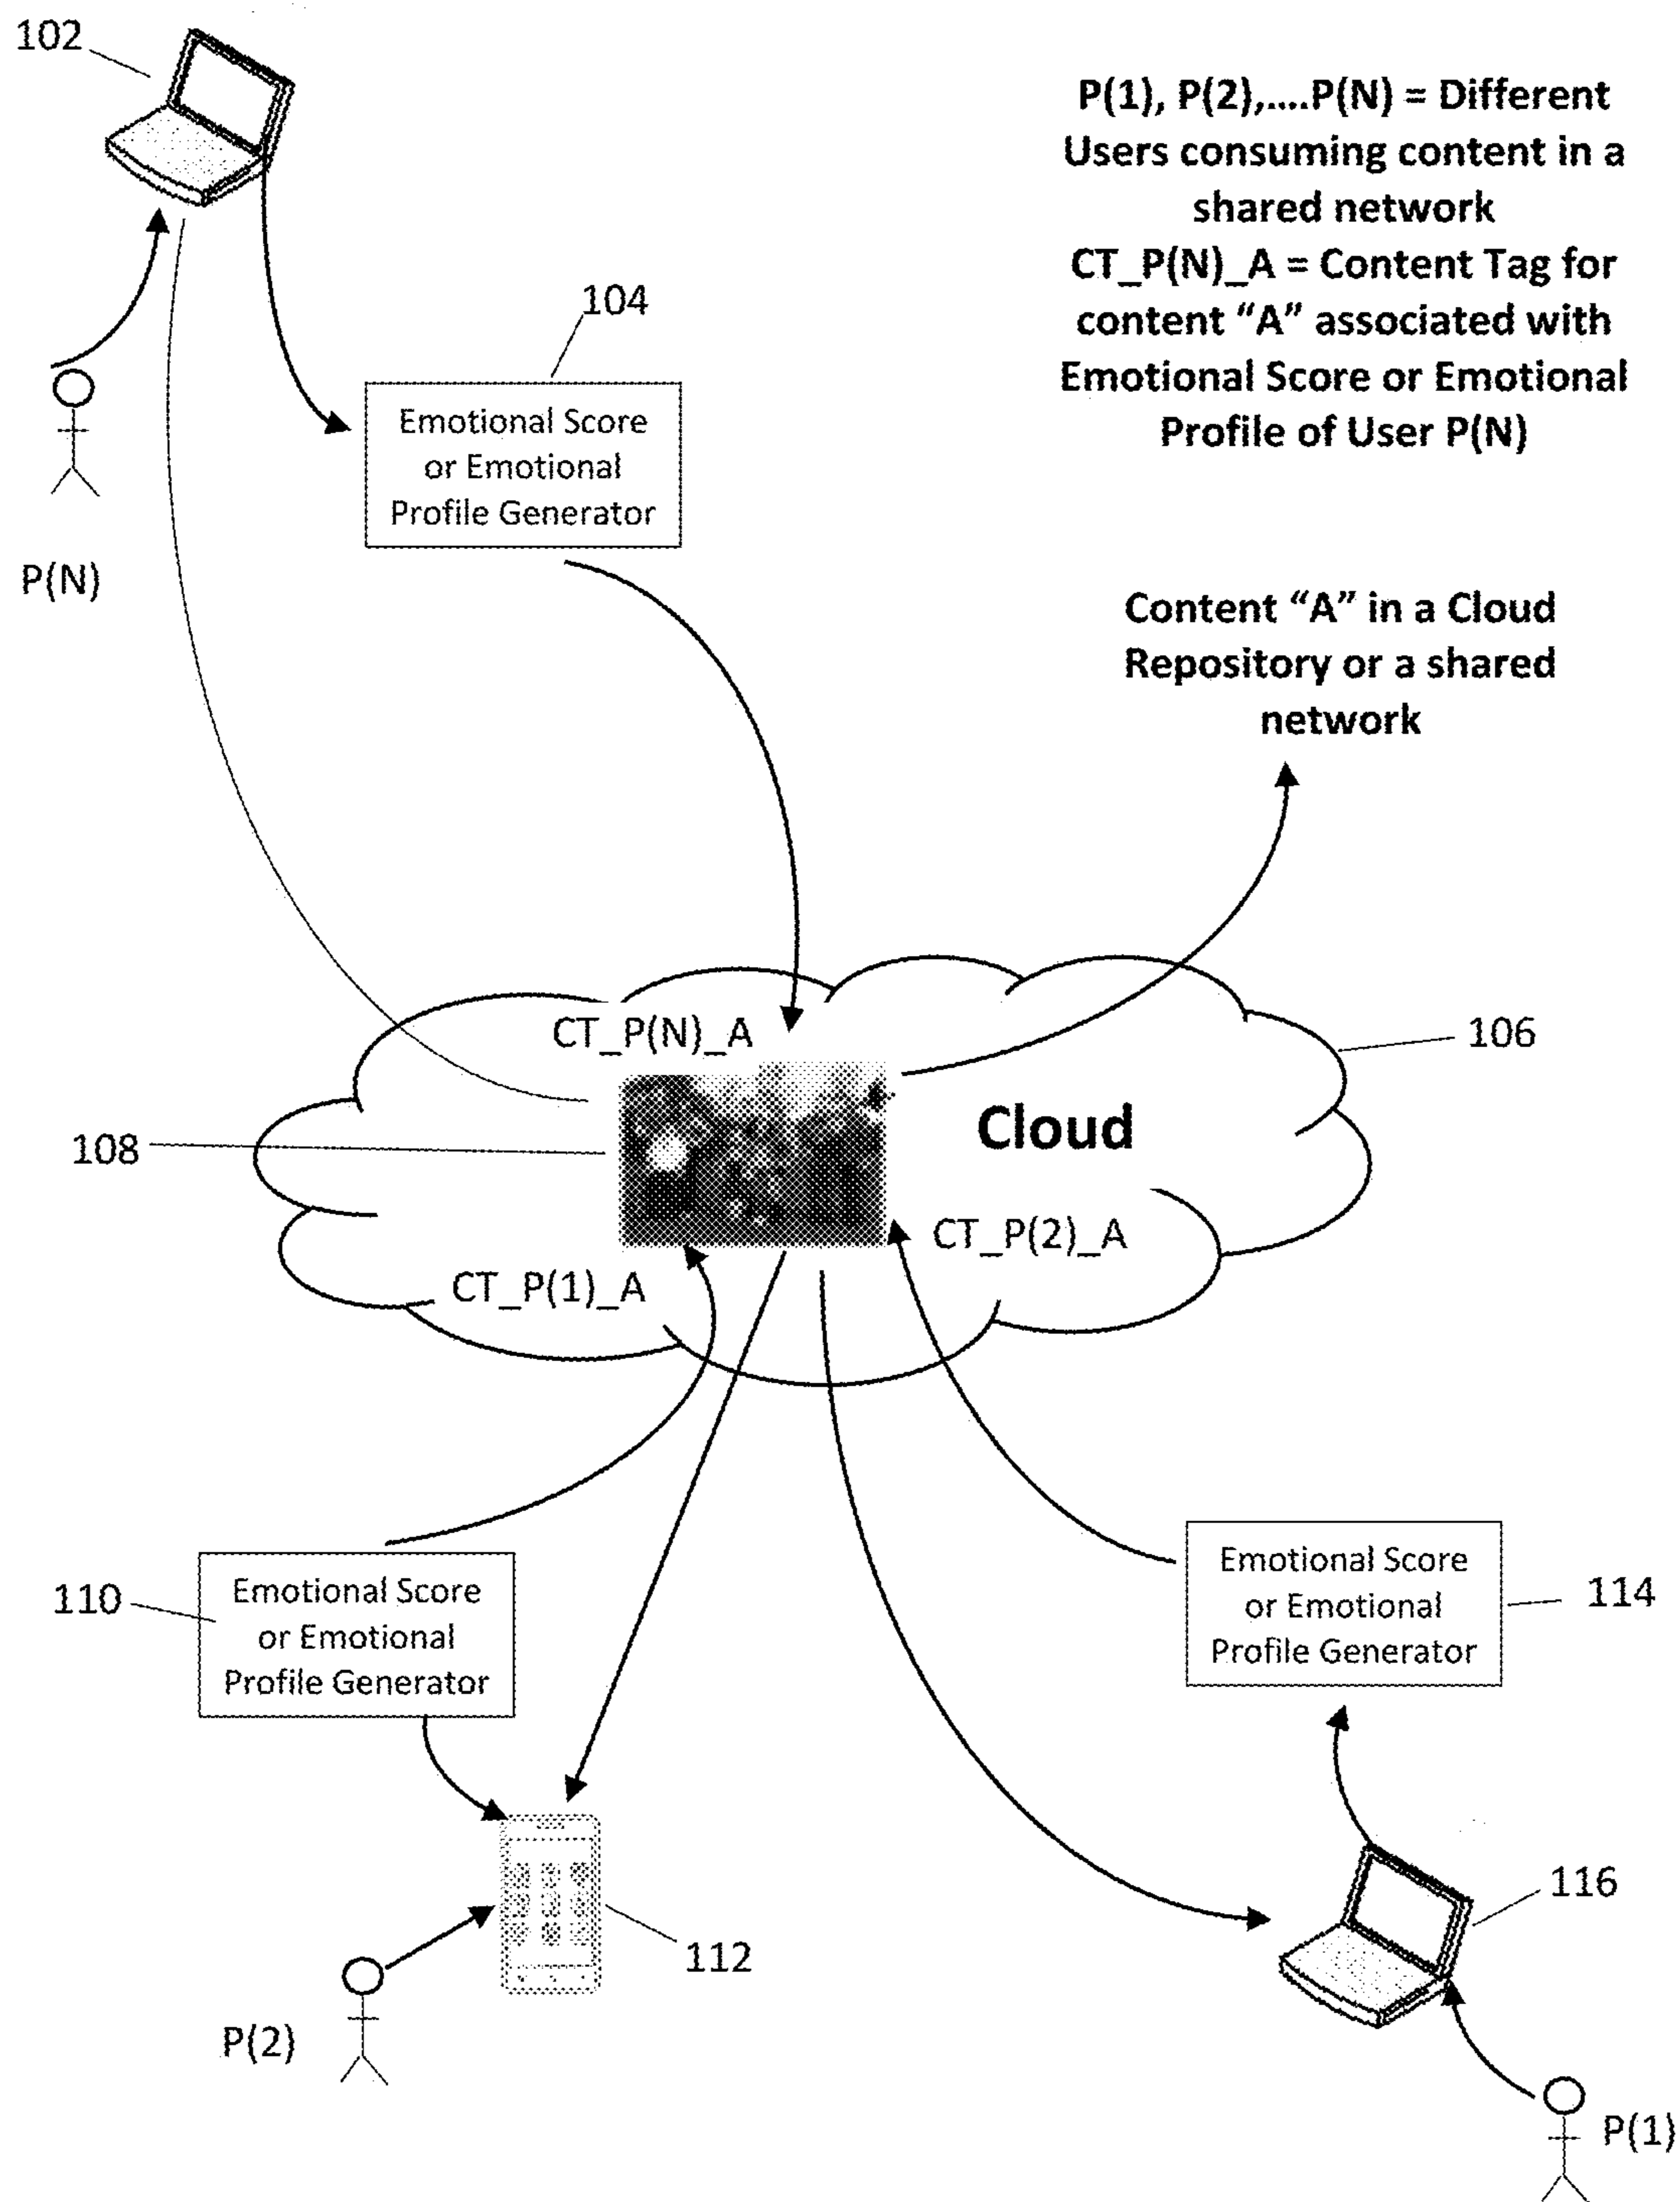 102
P(1), P(2),....P(N) = Different
Users consuming content in a
shared network
CT_P(N)_A = Content Tag for
content “A” associated with
Emotional Score or Emotional
Profile of User P(N)
104
Emotional Score
or Emotional
Profile Generator
P(N)
Content “A” in a Cloud
Repository or a shared
network
CT_P(N)_A
106
Cloud
108
CT_P(2)_A
CT_P(1)_A
110
Emotional Score
or Emotional
Profile Generator
Emotional Score
or Emotional
Profile Generator
114
116
112
P(2)
P(1)